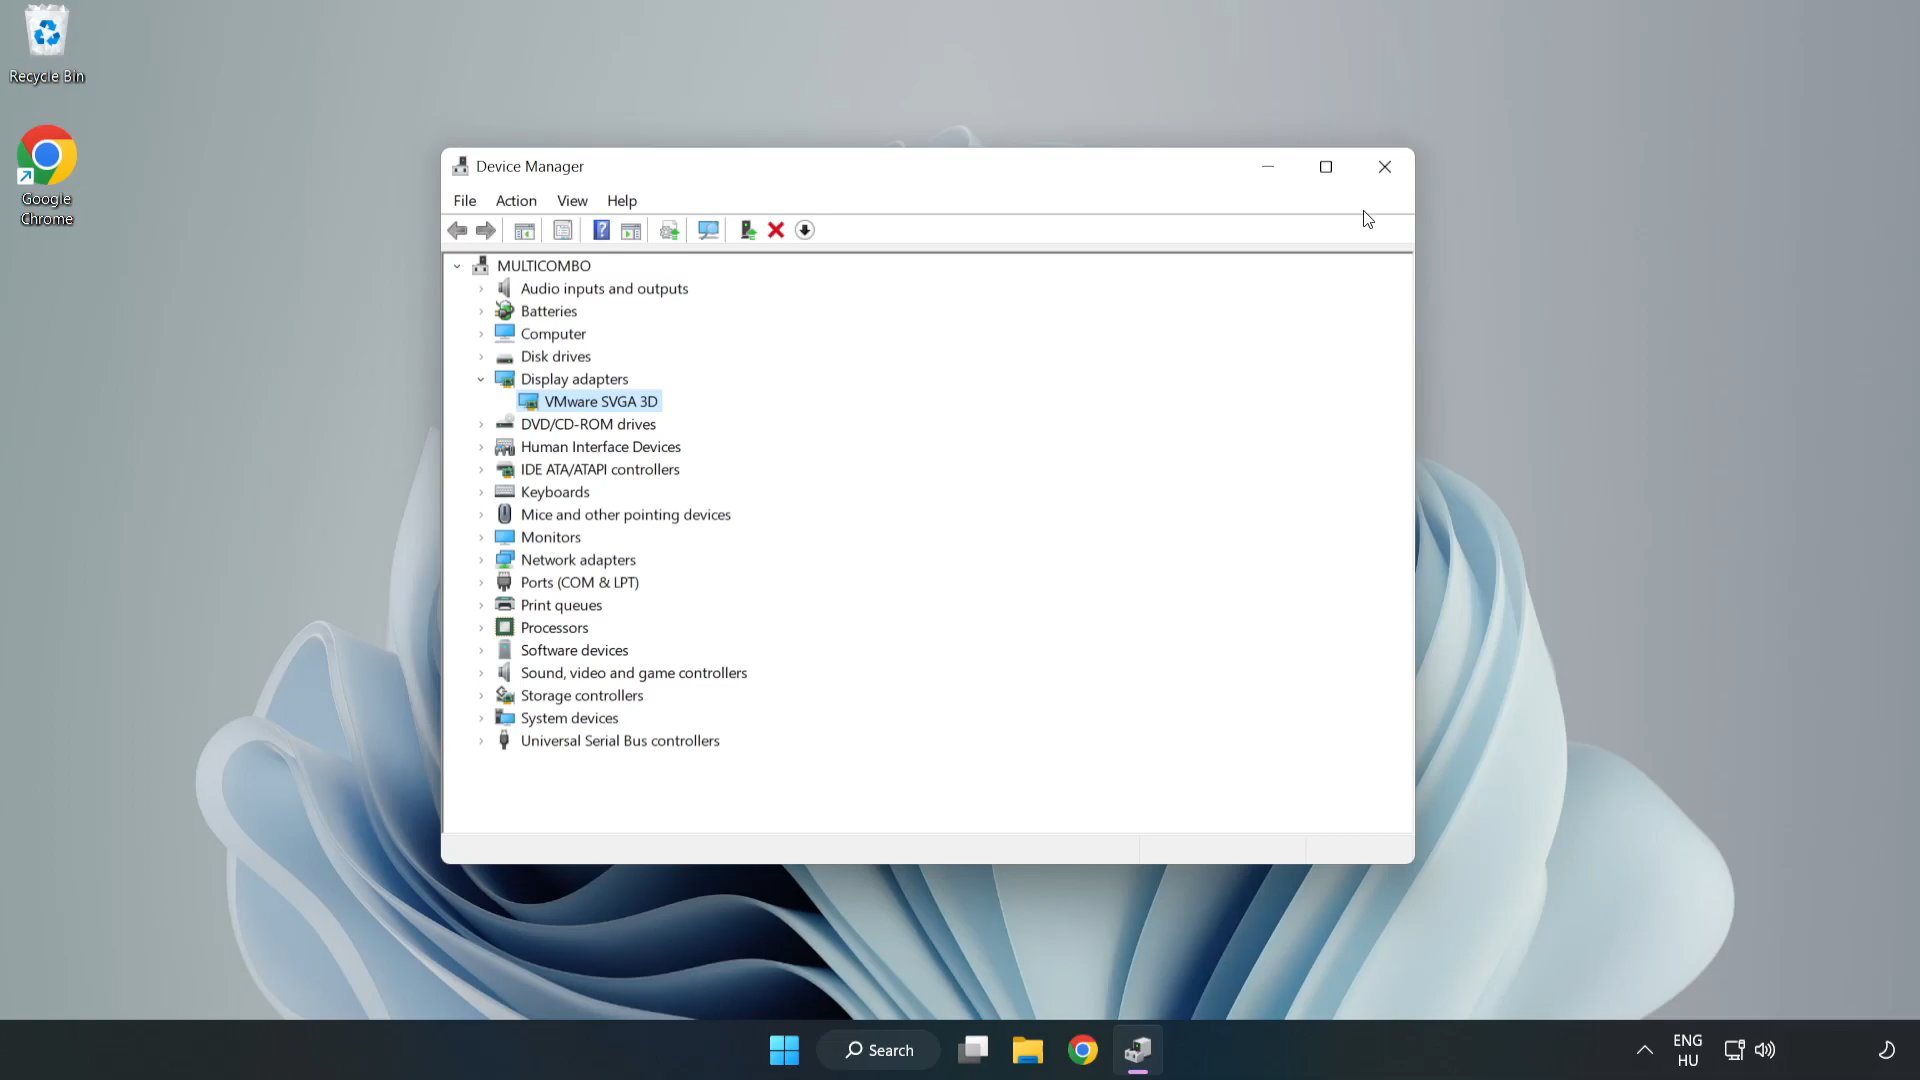 Recycle Bin
Google
Chrome
Device Manager
File Action View Help
MULTICOMBO
Audio inputs and outputs
Batteries
Computer
Disk drives
Display adapters
VMware SVGA 3D
DVD/CD-ROM drives
Human Interface Devices
IDE ATA/ATAPI controllers
Keyboards
Mice and other pointing devices
Monitors
Network adapters
Ports (COM & LPT)
Print queues
Processors
Software devices
Sound, video and game controllers
Storage controllers
System devices
Universal Serial Bus controllers
Search
ENG
HU